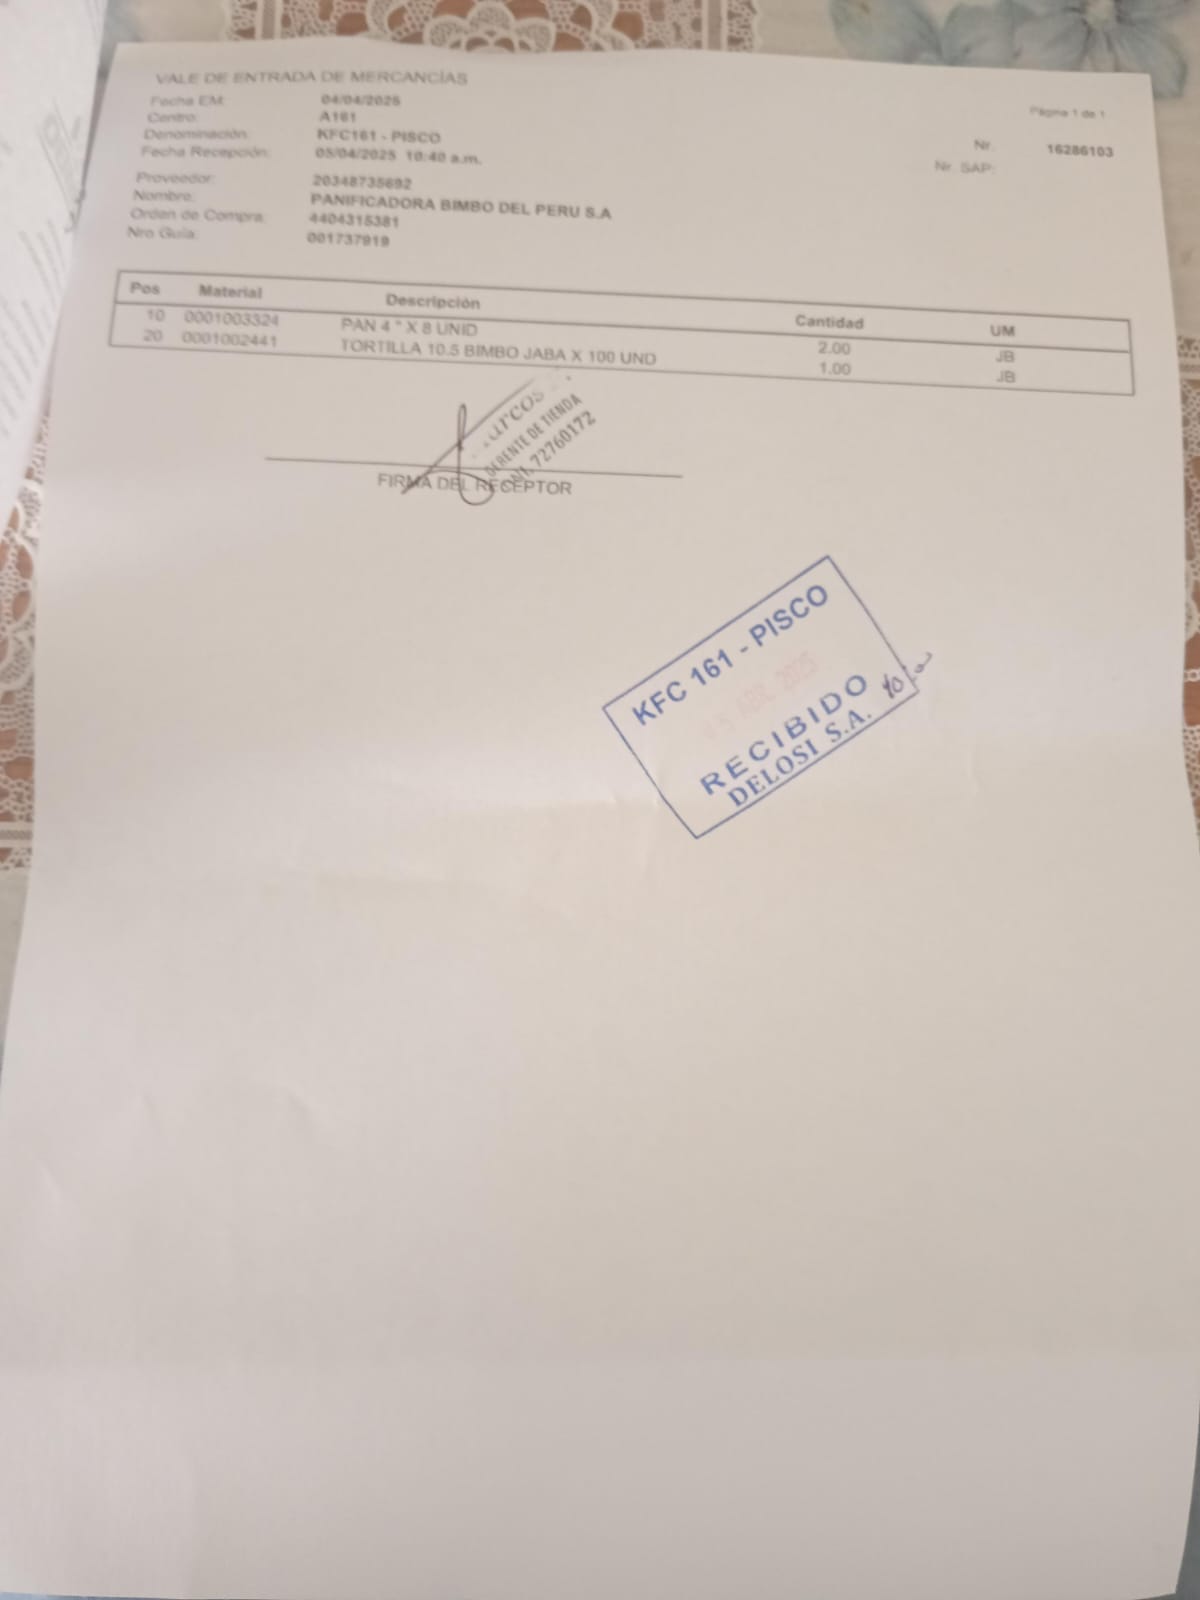 VALE DE ENTRADA DE MERCANCÍAS
Página 1 de 1
Fecha EM: 04/04/2025
Centro: A161
Denominación: KFC161 - PISCO
Fecha Recepción: 05/04/2025 10:40 a.m.
Nr. 16286103
Nr. SAP:
Proveedor: 20348735692
Nombre: PANIFICADORA BIMBO DEL PERU S.A
Orden de Compra: 4404315381
Nro Guía: 001737919
Pos Material Descripción Cantidad UM
10 0001003324 PAN 4 " X 8 UNID 2.00 JB
20 0001002441 TORTILLA 10.5 BIMBO JABA X 100 UND 1.00 JB
GERENTE DE TIENDA
72760172
FIRMA DEL RECEPTOR
KFC 161 - PISCO
ABR 2025
RECIBIDO
DELOSI S.A.